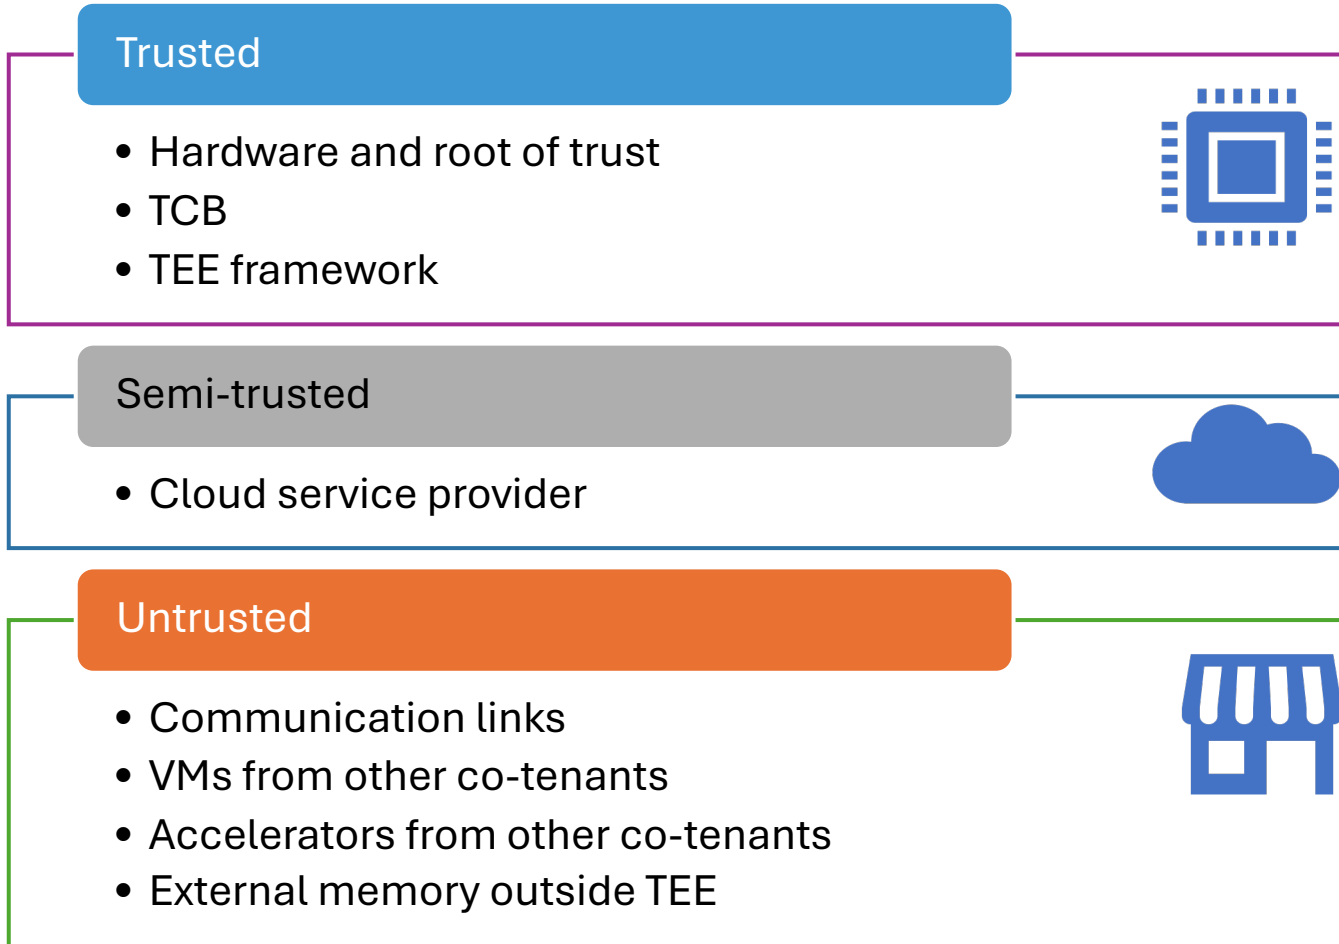 Trusted
• Hardware and root of trust
• TCB
• TEE framework
Semi-trusted
• Cloud service provider
Untrusted
• Communication links
• VMs from other co-tenants
• Accelerators from other co-tenants
• External memory outside TEE